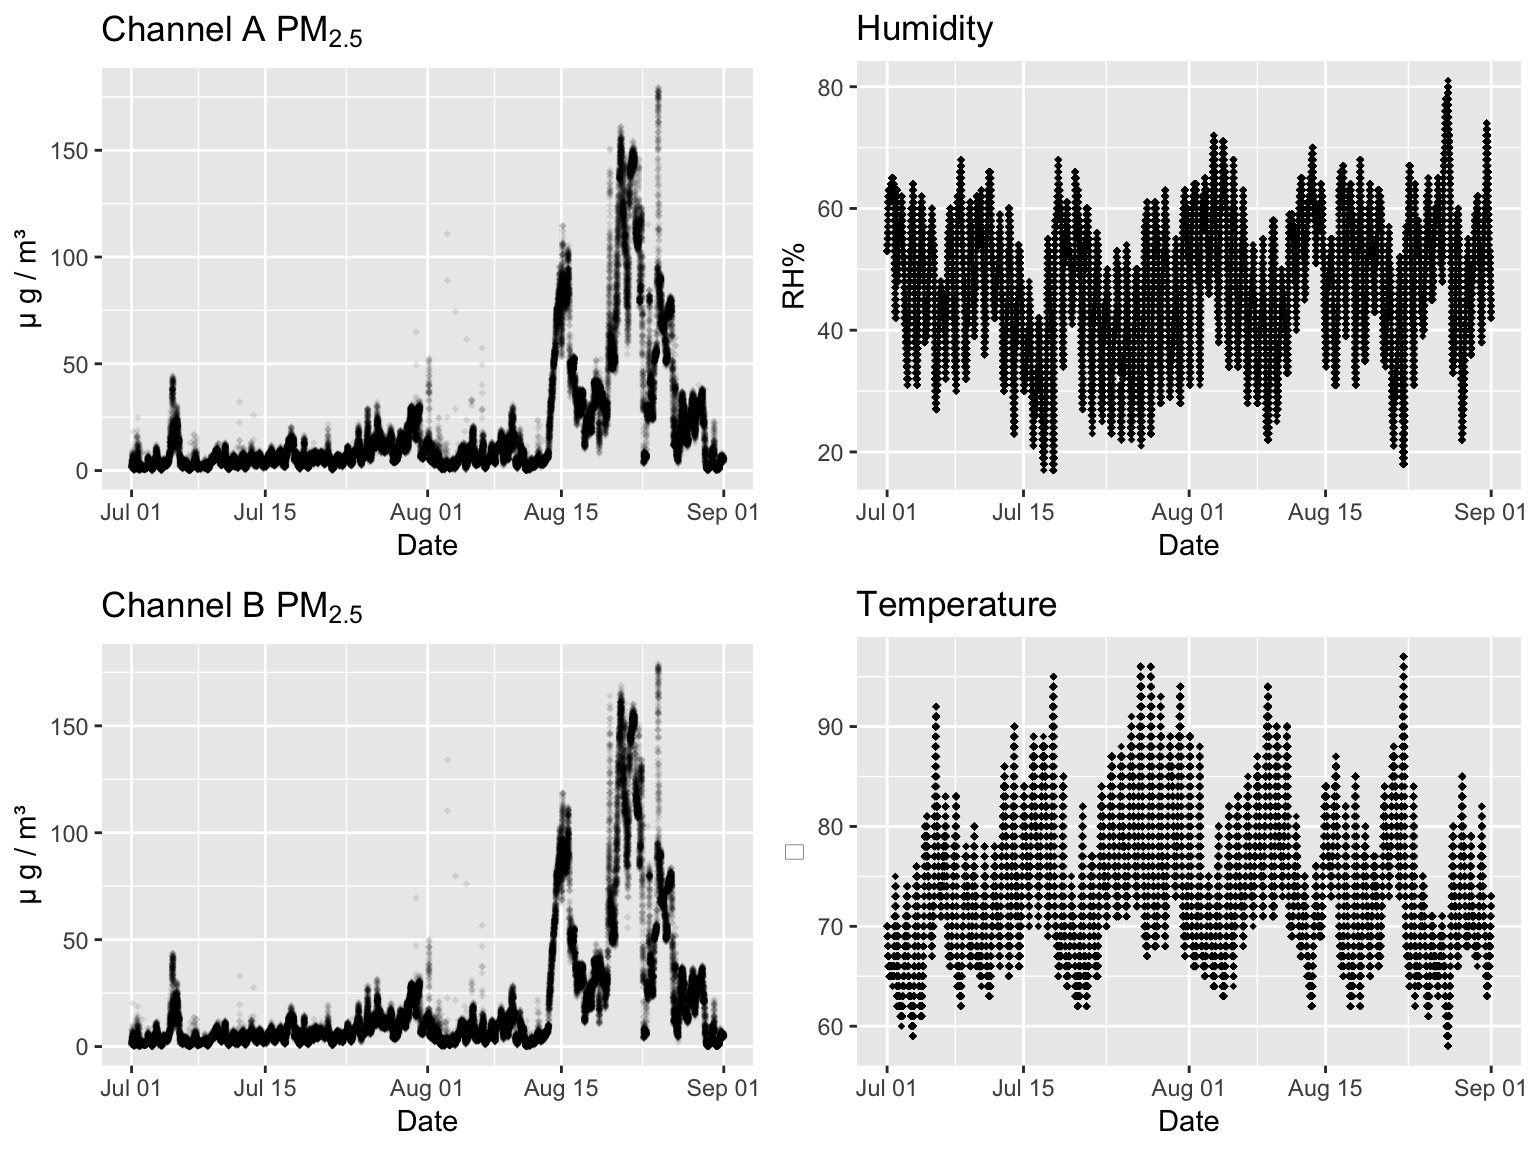 Channel A PM2.5
μ g / m³
150
100
50
0
Jul 01 Jul 15 Aug 01 Aug 15 Sep 01
Date
Humidity
RH%
80
60
40
20
Jul 01 Jul 15 Aug 01 Aug 15 Sep 01
Date
Channel B PM2.5
μ g / m³
150
100
50
0
Jul 01 Jul 15 Aug 01 Aug 15 Sep 01
Date
Temperature
□
90
80
70
60
Jul 01 Jul 15 Aug 01 Aug 15 Sep 01
Date